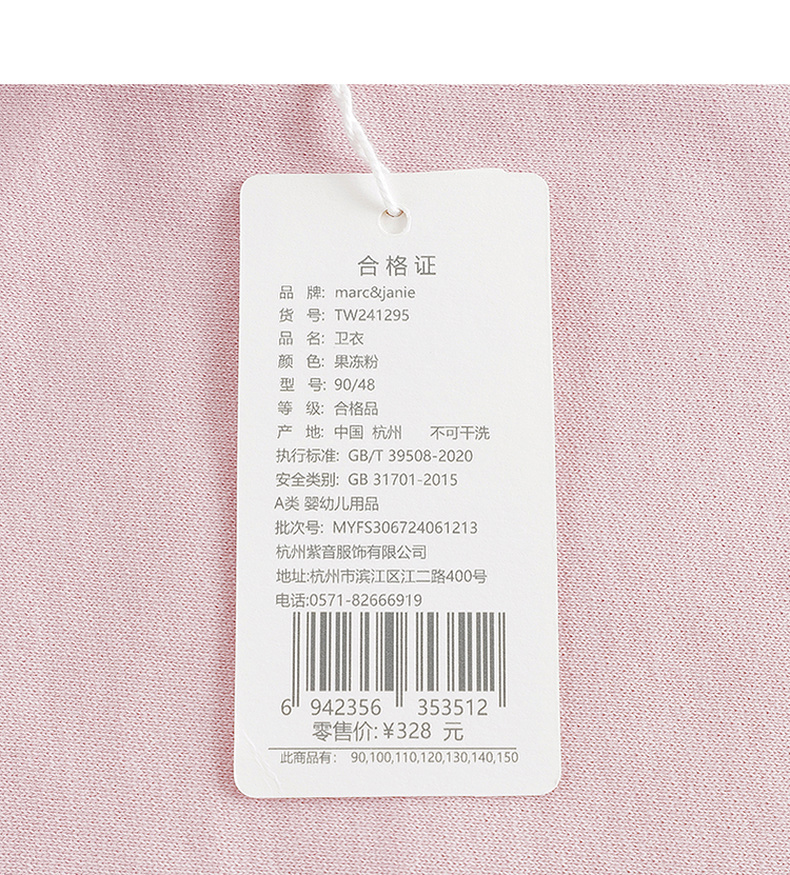 合格证
品 牌: marc&janie
货 号: TW241295
品 名: 卫衣
颜 色: 果冻粉
型 号: 90/48
等 级: 合格品
产 地: 中国 杭州 不可干洗
执行标准: GB/T 39508-2020
安全类别: GB 31701-2015
A类 婴幼儿用品
批次号: MYFS306724061213
杭州紫音服饰有限公司
地址:杭州市滨江区江二路400号
电话:0571-82666919
6 942356 353512
零售价:¥328 元
此商品有: 90,100,110,120,130,140,150